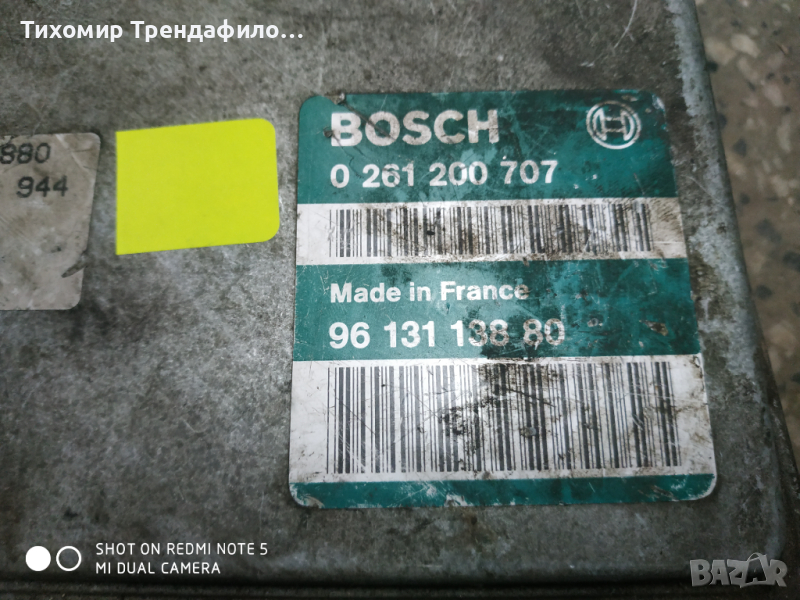 Тихомир Трендафило...
880
944
BOSCH
0 261 200 707
Made in France
96 131 138 80
SHOT ON REDMI NOTE 5
MI DUAL CAMERA
BAZAR